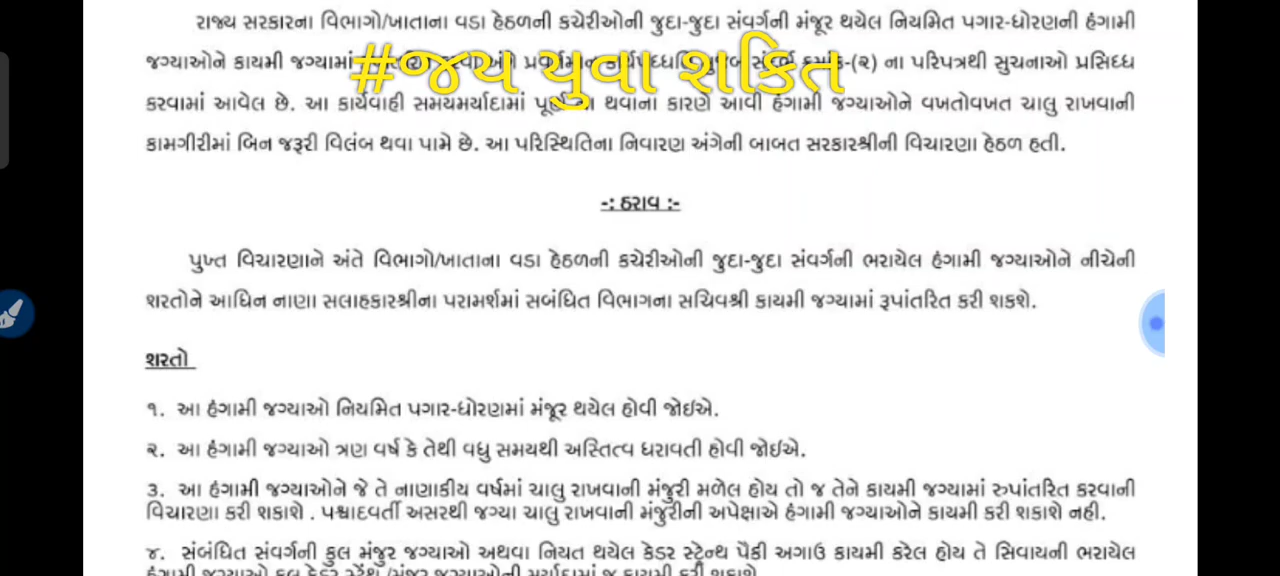 રાજ્ય સરકારના વિભાગો/ખાતાના વડા હેઠળની કચેરીઓની જુદા-જુદા સંવર્ગની મંજૂર થયેલ નિયમિત પગાર-ધોરણની હંગામી
જગ્યાઓને કાયમી જગ્યામાં પ્રવર્તમાન ના પરિપત્રથી સુચનાઓ પ્રસિધ્ધ
#જય યુવા શકિત
કરવામાં આવેલ છે. આ કાર્યવાહી સમયમર્યાદામાં થવાના કારણે આવી હંગામી જગ્યાઓને વખતોવખત ચાલુ રાખવાની
કામગીરીમાં બિન જરૂરી વિલંબ થવા પામે છે. આ પરિસ્થિતિના નિવારણ અંગેની બાબત સરકારશ્રીની વિચારણા હેઠળ હતી.
-: ઠરાવ :-
પુખ્ત વિચારણાને અંતે વિભાગો/ખાતાના વડા હેઠળની કચેરીઓની જુદા-જુદા સંવર્ગની ભરાયેલ હંગામી જગ્યાઓને નીચેની
શરતોને આધિન નાણા સલાહકારશ્રીના પરામર્શમાં સબંધિત વિભાગના સચિવશ્રી કાયમી જગ્યામાં રૂપાંતરિત કરી શકશે.
શરતો
૧. આ હંગામી જગ્યાઓ નિયમિત પગાર-ધોરણમાં મંજૂર થયેલ હોવી જોઇએ.
૨. આ હંગામી જગ્યાઓ ત્રણ વર્ષ કે તેથી વધુ સમયથી અસ્તિત્વ ધરાવતી હોવી જોઇએ.
૩. આ હંગામી જગ્યાઓને જે તે નાણાકીય વર્ષમાં ચાલુ રાખવાની મંજુરી મળેલ હોય તો જ તેને કાયમી જગ્યામાં રુપાંતરિત કરવાની
વિચારણા કરી શકાશે . પશ્ચાદવર્તી અસરથી જગ્યા ચાલુ રાખવાની મંજુરીની અપેક્ષાએ હંગામી જગ્યાઓને કાયમી કરી શકાશે નહી.
૪. સંબંધિત સંવર્ગની કુલ મંજુર જગ્યાઓ અથવા નિયત થયેલ કેડર સ્ટ્રેન્થ પૈકી અગાઉ કાયમી કરેલ હોય તે સિવાયની ભરાયેલ